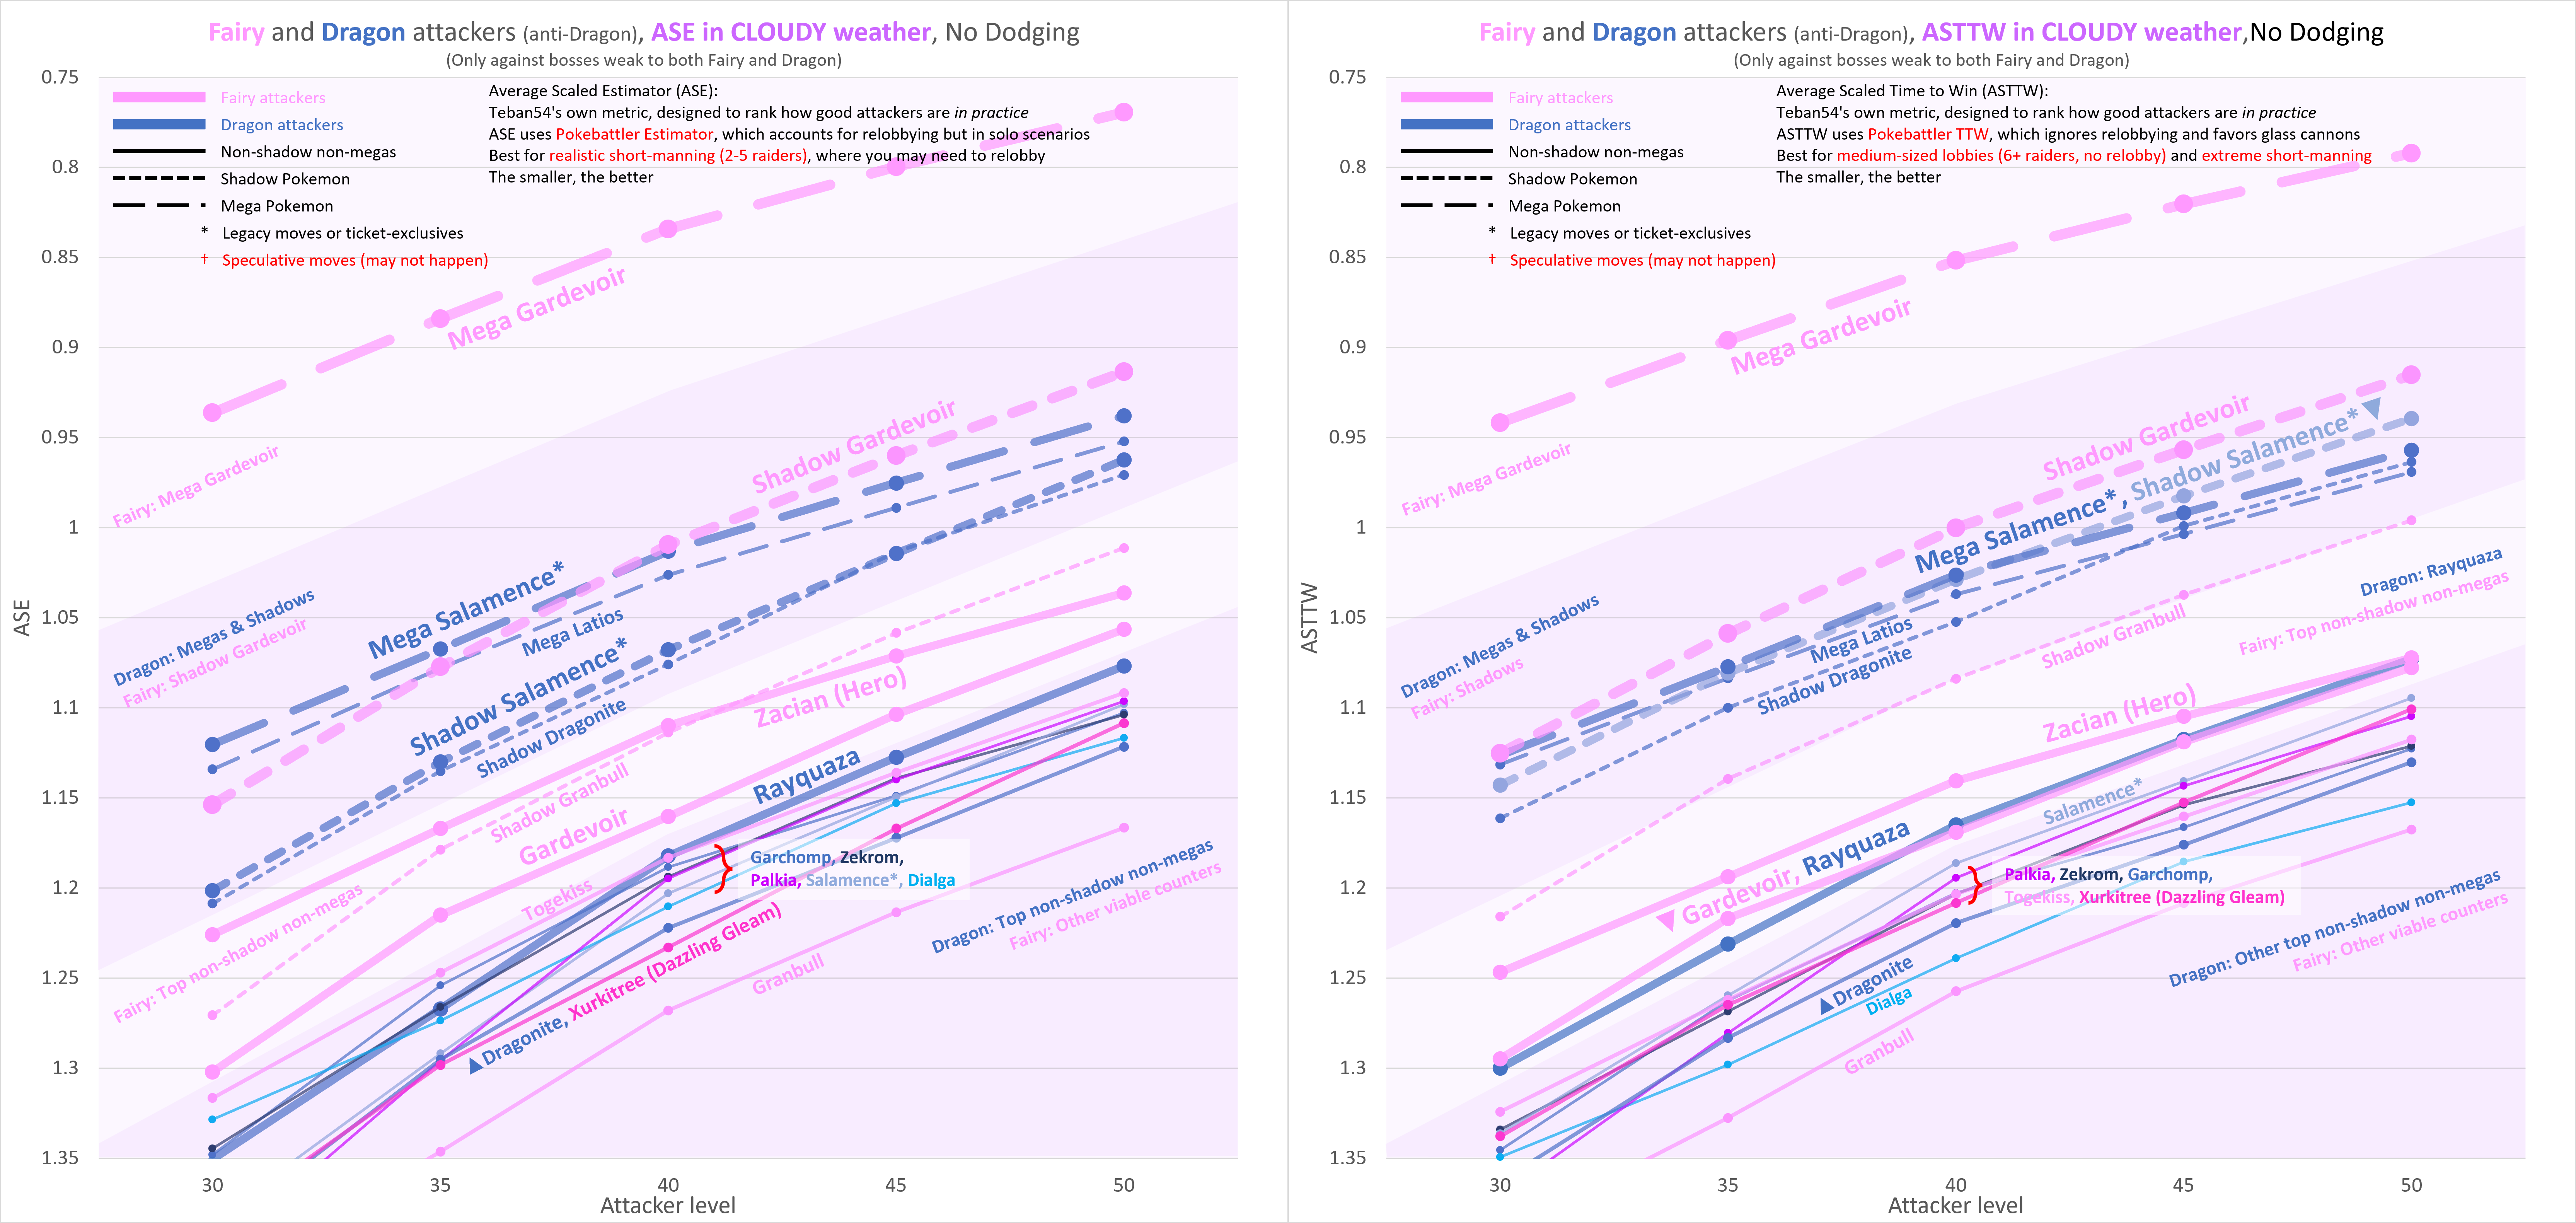 Fairy and Dragon attackers (anti-Dragon), ASE in CLOUDY weather, No Dodging
(Only against bosses weak to both Fairy and Dragon)
Fairy attackers
Dragon attackers
Non-shadow non-megas
Shadow Pokemon
Mega Pokemon
* Legacy moves or ticket-exclusives
† Speculative moves (may not happen)
Average Scaled Estimator (ASE):
Teban54's own metric, designed to rank how good attackers are in practice
ASE uses Pokebattler Estimator, which accounts for relobbying but in solo scenarios
Best for realistic short-manning (2-5 raiders), where you may need to relobby
The smaller, the better
0.75
0.8
0.85
0.9
0.95
1
1.05
1.1
1.15
1.2
1.25
1.3
1.35
ASE
Mega Gardevoir
Fairy: Mega Gardevoir
Shadow Gardevoir
Mega Salamence*
Mega Latios
Dragon: Megas & Shadows
Fairy: Shadow Gardevoir
Shadow Salamence*
Shadow Dragonite
Zacian (Hero)
Shadow Granbull
Rayquaza
Gardevoir
Togekiss
Fairy: Top non-shadow non-megas
Garchomp, Zekrom,
Palkia, Salamence*, Dialga
Dragonite, Xurkitree (Dazzling Gleam)
Granbull
Dragon: Top non-shadow non-megas
Fairy: Other viable counters
30
35
40
45
50
Attacker level
Fairy and Dragon attackers (anti-Dragon), ASTTW in CLOUDY weather,No Dodging
(Only against bosses weak to both Fairy and Dragon)
Fairy attackers
Dragon attackers
Non-shadow non-megas
Shadow Pokemon
Mega Pokemon
* Legacy moves or ticket-exclusives
† Speculative moves (may not happen)
Average Scaled Time to Win (ASTTW):
Teban54's own metric, designed to rank how good attackers are in practice
ASTTW uses Pokebattler TTW, which ignores relobbying and favors glass cannons
Best for medium-sized lobbies (6+ raiders, no relobby) and extreme short-manning
The smaller, the better
0.75
0.8
0.85
0.9
0.95
1
1.05
1.1
1.15
1.2
1.25
1.3
1.35
ASTTW
Mega Gardevoir
Fairy: Mega Gardevoir
Shadow Gardevoir
Mega Salamence*, Shadow Salamence*
Mega Latios
Shadow Dragonite
Dragon: Megas & Shadows
Fairy: Shadows
Shadow Granbull
Dragon: Rayquaza
Fairy: Top non-shadow non-megas
Zacian (Hero)
Gardevoir, Rayquaza
Salamence*
Palkia, Zekrom, Garchomp,
Togekiss, Xurkitree (Dazzling Gleam)
Dragonite
Dialga
Granbull
Dragon: Other top non-shadow non-megas
Fairy: Other viable counters
30
35
40
45
50
Attacker level